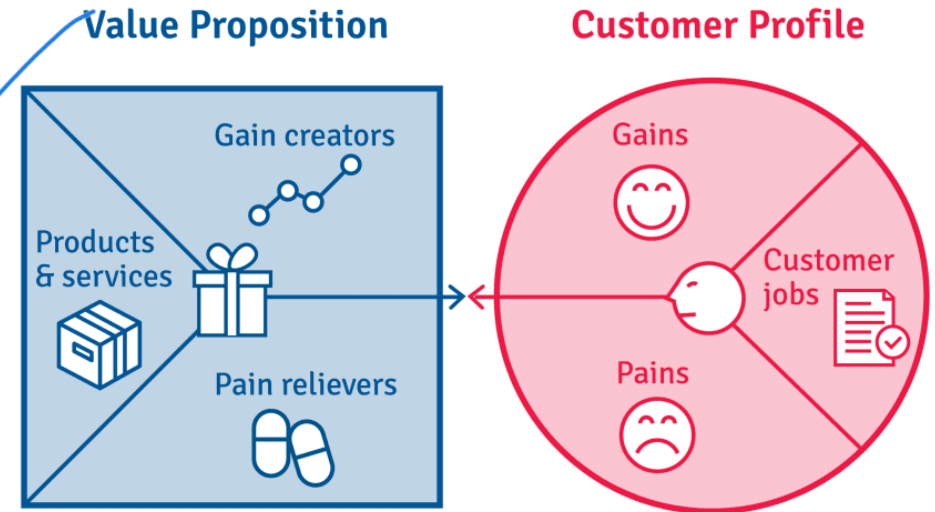 Value Proposition
Customer Profile
Gain creators
Products
& services
Pain relievers
Gains
Customer
jobs
Pains